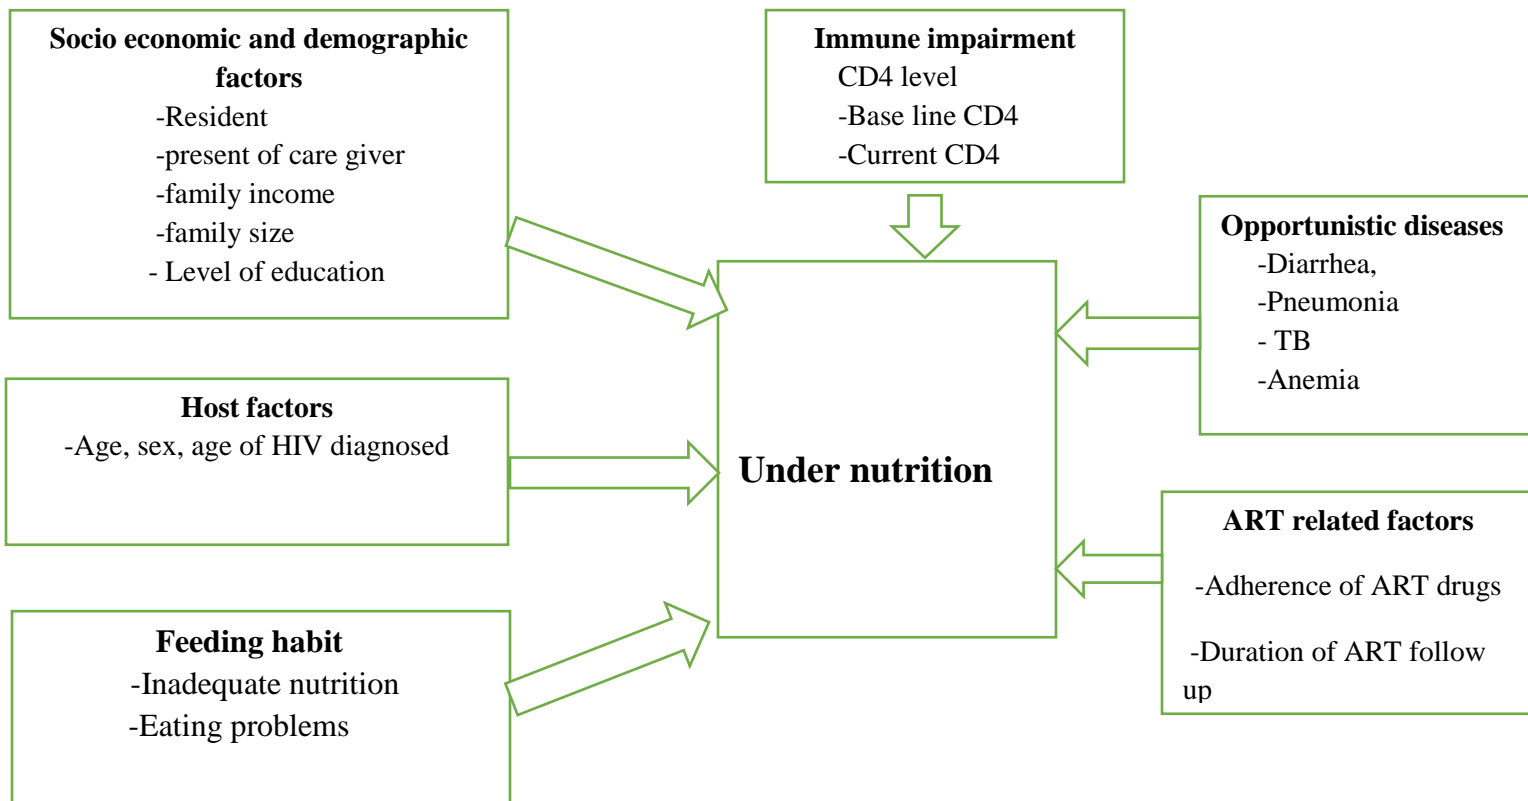 Socio economic and demographic
factors
-Resident
-present of care giver
-family income
-family size
- Level of education
Immune impairment
CD4 level
-Base line CD4
-Current CD4
Opportunistic diseases
-Diarrhea,
-Pneumonia
- TB
-Anemia
Host factors
-Age, sex, age of HIV diagnosed
Under nutrition
ART related factors
-Adherence of ART drugs
-Duration of ART follow
up
Feeding habit
-Inadequate nutrition
-Eating problems